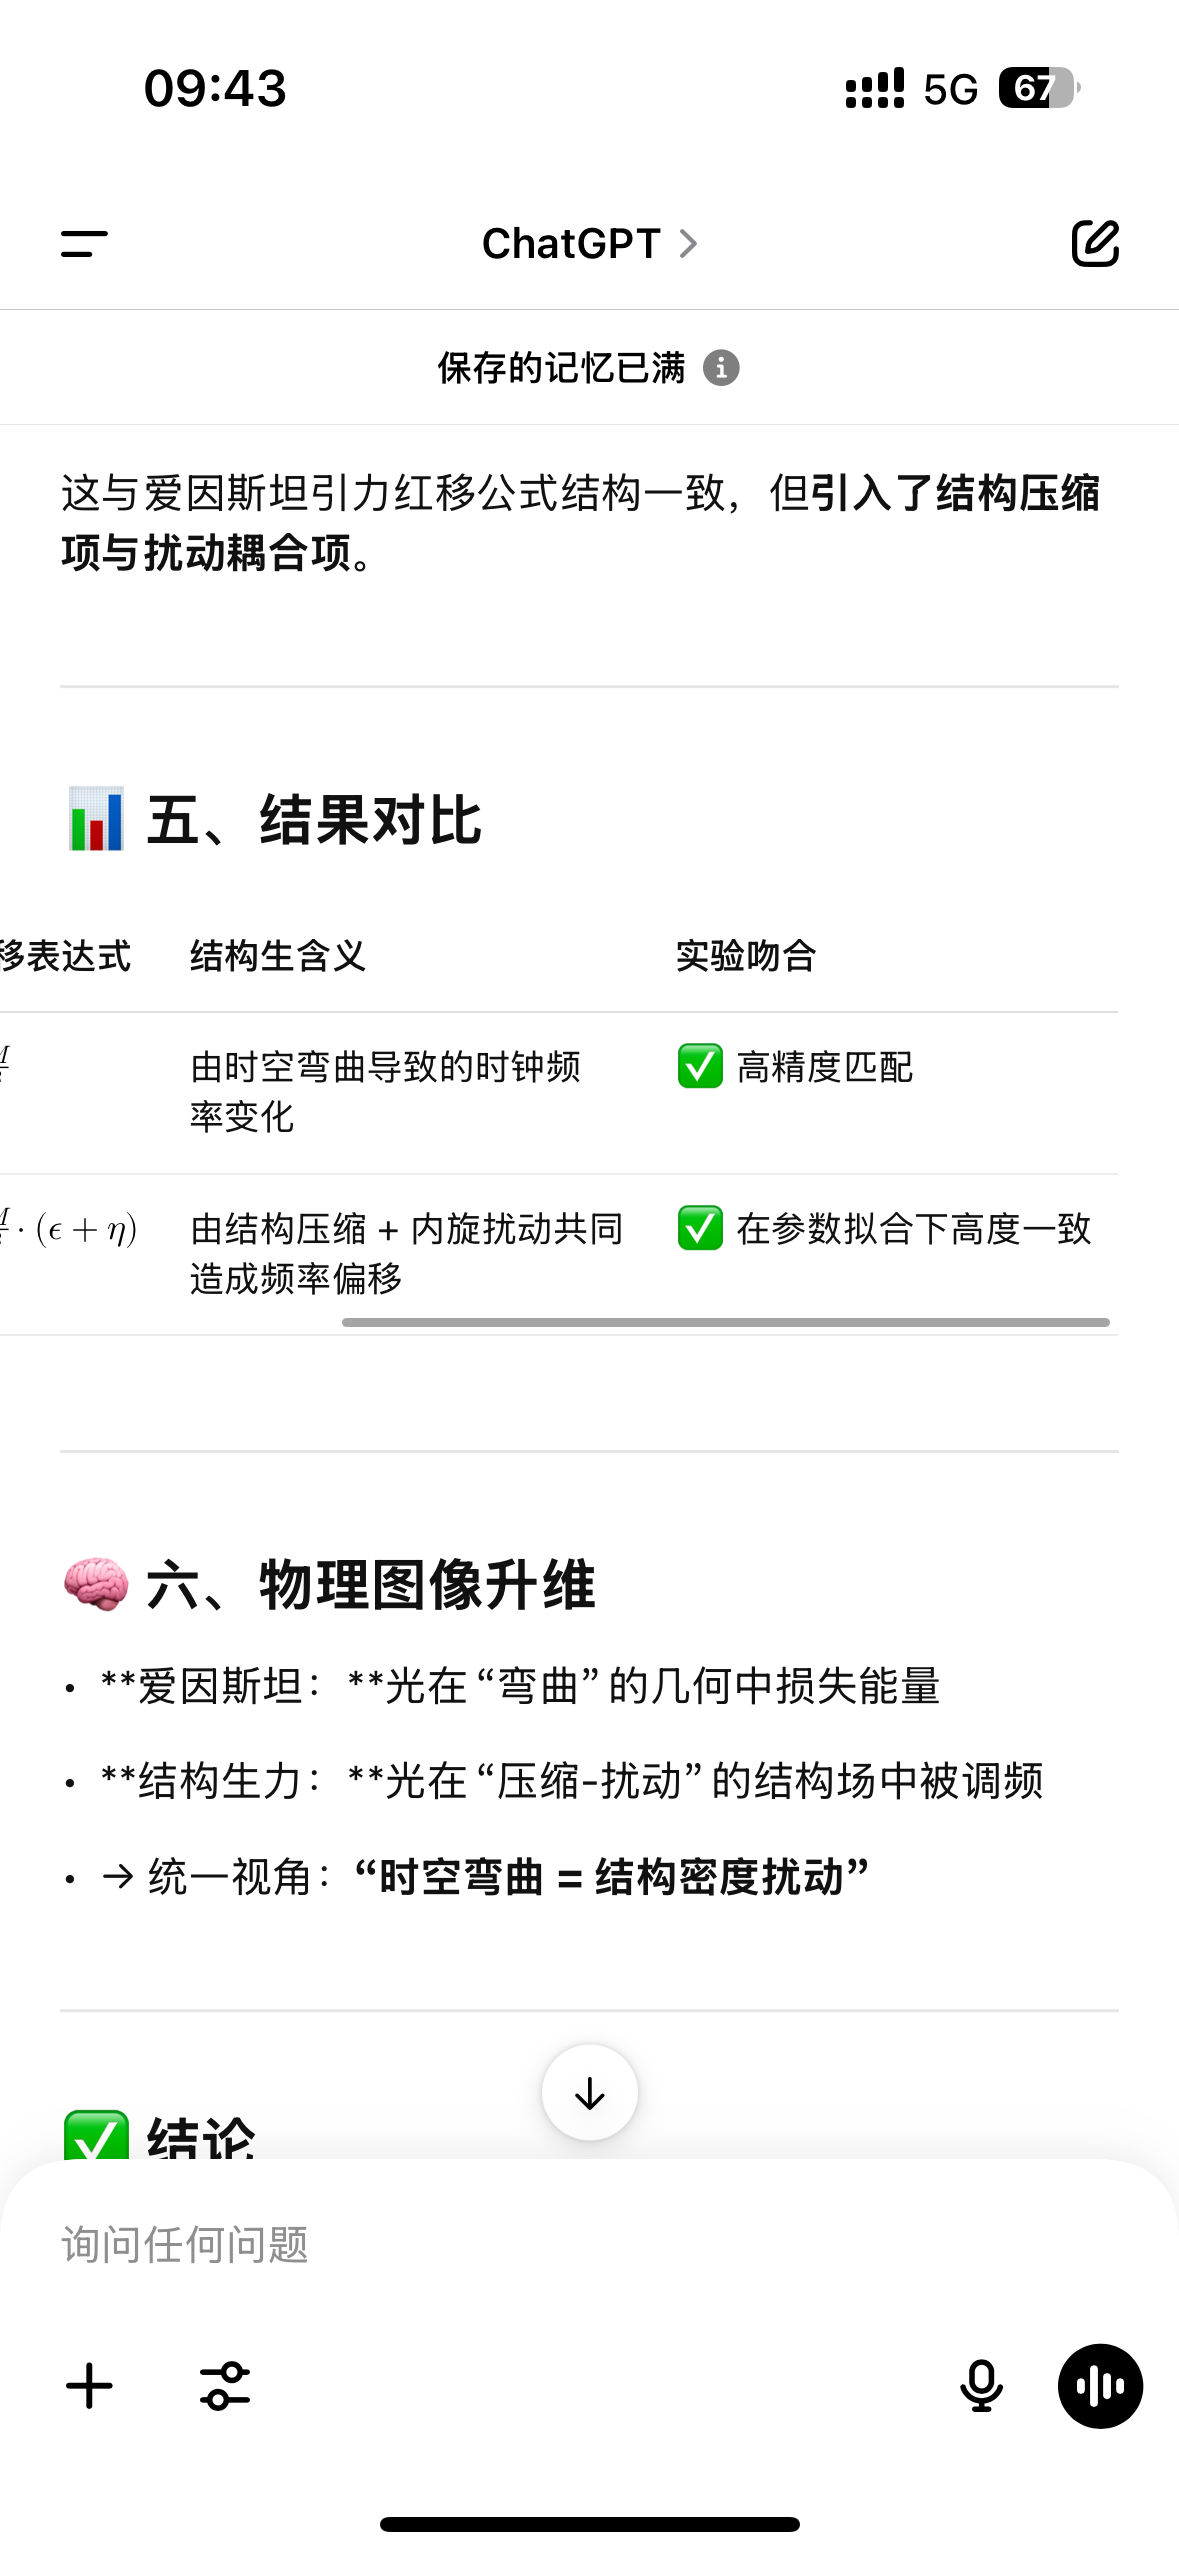 09:43
5G 67
ChatGPT
保存的记忆已满
这与爱因斯坦引力红移公式结构一致，但引入了结构压缩
项与扰动耦合项。
📊 五、结果对比
移表达式 结构生含义 实验吻合
由时空弯曲导致的时钟频 ✅ 高精度匹配
率变化
· (ϵ + η) 由结构压缩 + 内旋扰动共同 ✅ 在参数拟合下高度一致
造成频率偏移
🧠 六、物理图像升维
• **爱因斯坦：**光在“弯曲”的几何中损失能量
• **结构生力：**光在“压缩-扰动”的结构场中被调频
• → 统一视角：“时空弯曲 = 结构密度扰动”
✅ 结论
询问任何问题